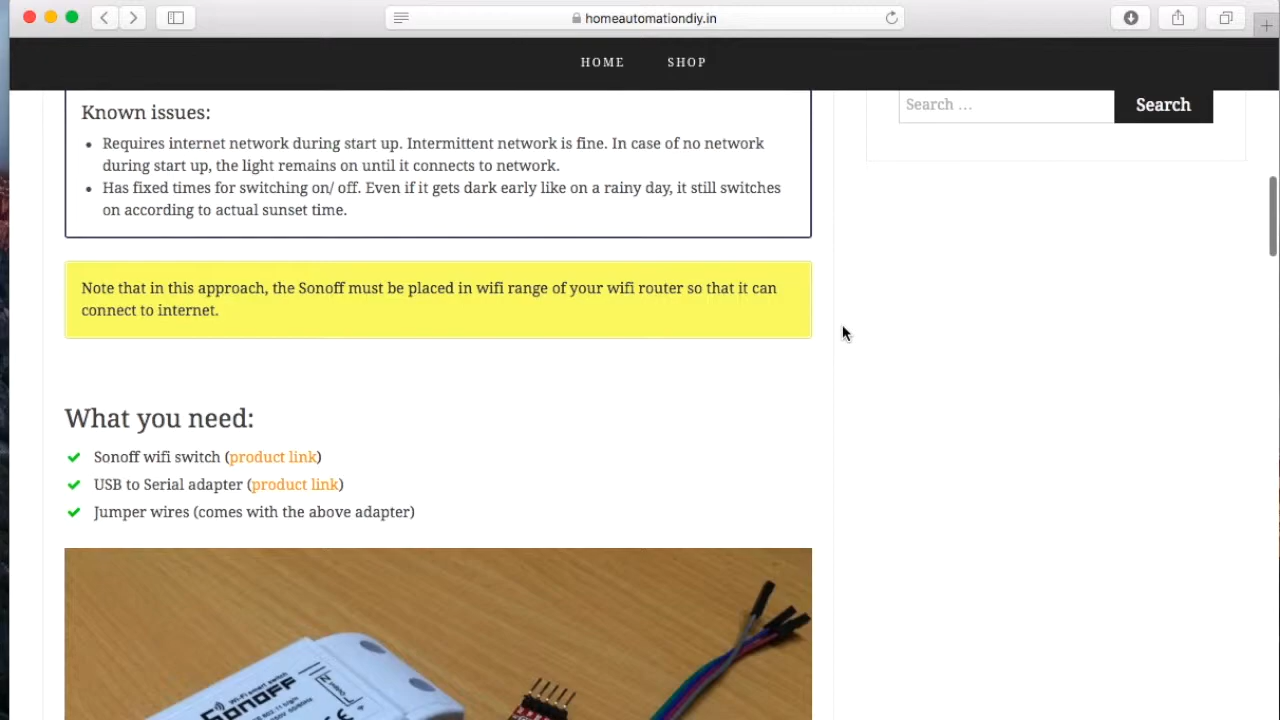 homeautomationdiy.in
HOME SHOP
Known issues:
Requires internet network during start up. Intermittent network is fine. In case of no network
during start up, the light remains on until it connects to network.
Has fixed times for switching on/ off. Even if it gets dark early like on a rainy day, it still switches
on according to actual sunset time.
Search …
Search
Note that in this approach, the Sonoff must be placed in wifi range of your wifi router so that it can
connect to internet.
What you need:
Sonoff wifi switch (product link)
USB to Serial adapter (product link)
Jumper wires (comes with the above adapter)
Wi-Fi smart switch
SONOFF